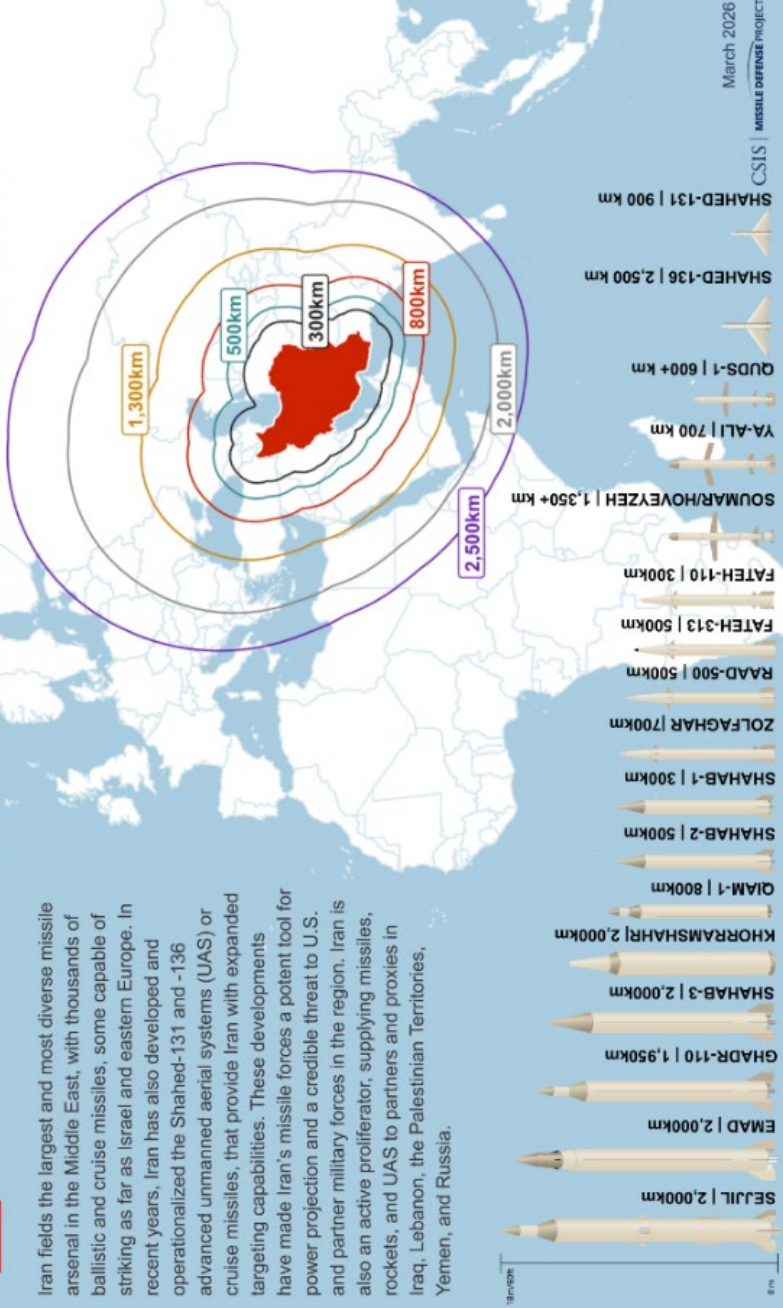 Iran fields the largest and most diverse missile
arsenal in the Middle East, with thousands of
ballistic and cruise missiles, some capable of
striking as far as Israel and eastern Europe. In
recent years, Iran has also developed and
operationalized the Shahed-131 and -136
advanced unmanned aerial systems (UAS) or
cruise missiles, that provide Iran with expanded
targeting capabilities. These developments
have made Iran's missile forces a potent tool for
power projection and a credible threat to U.S.
and partner military forces in the region. Iran is
also an active proliferator, supplying missiles,
rockets, and UAS to partners and proxies in
Iraq, Lebanon, the Palestinian Territories,
Yemen, and Russia.
1,300km
500km
300km
800km
2,000km
2,500km
SEJJIL | 2,000km
EMAD | 2,000km
GHADR-110 | 1,950km
SHAHAB-3 | 2,000km
KHORRAMSHAHR| 2,000km
QIAM-1 | 800km
SHAHAB-2 | 500km
SHAHAB-1 | 300km
ZOLFAGHAR |700km
RAAD-500 | 500km
FATEH-313 | 500km
FATEH-110 | 300km
SOUMAR/HOVEYZEH | 1,350+ km
YA-ALI | 700 km
QUDS-1 | 600+ km
SHAHED-136 | 2,500 km
SHAHED-131 | 900 km
0 m
March 2026
CSIS | MISSILE DEFENSE PROJECT